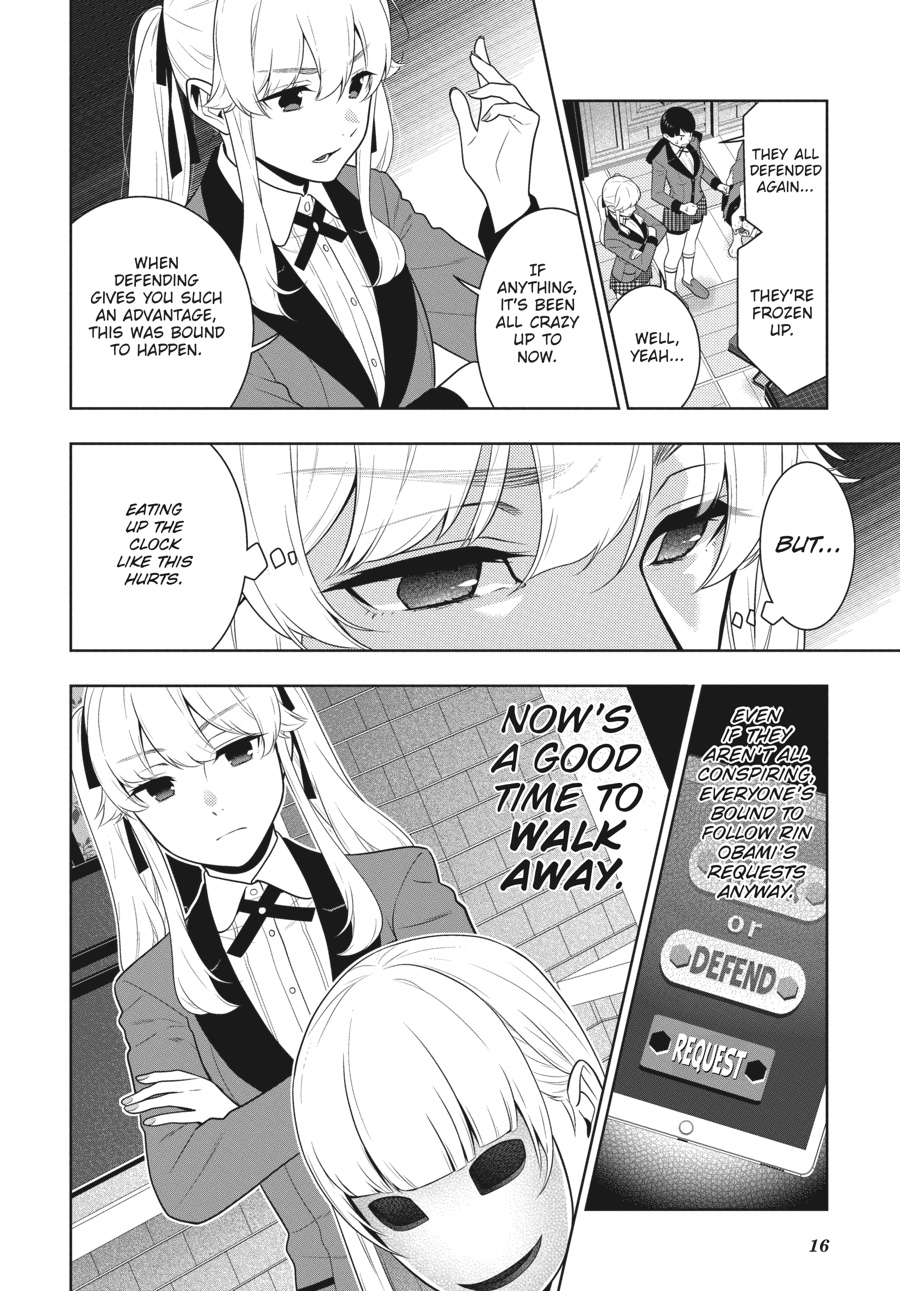 THEY ALL
DEFENDED
AGAIN...
THEY'RE
FROZEN
UP.
WELL,
YEAH...
IF
ANYTHING,
IT'S BEEN
ALL CRAZY
UP TO
NOW.
WHEN
DEFENDING
GIVES YOU SUCH
AN ADVANTAGE,
THIS WAS BOUND
TO HAPPEN.
BUT...
EATING
UP THE
CLOCK
LIKE THIS
HURTS.
EVEN
IF THEY
AREN'T ALL
CONSPIRING,
EVERYONE'S
BOUND TO
FOLLOW RIN
OBAMI'S
REQUESTS
ANYWAY.
or
DEFEND
REQUEST
NOW'S
A GOOD
TIME TO
WALK
AWAY.
16